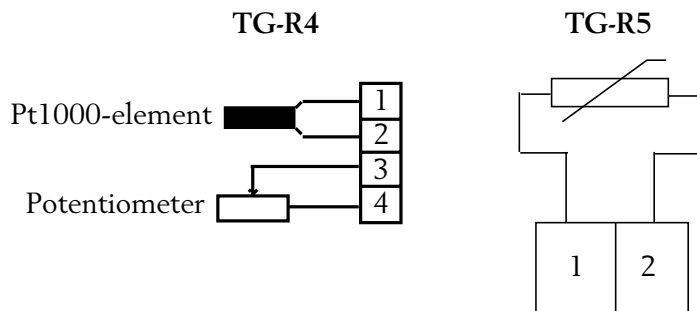 TG-R4
TG-R5
Pt1000-element
1
2
3
Potentiometer
4
1
2